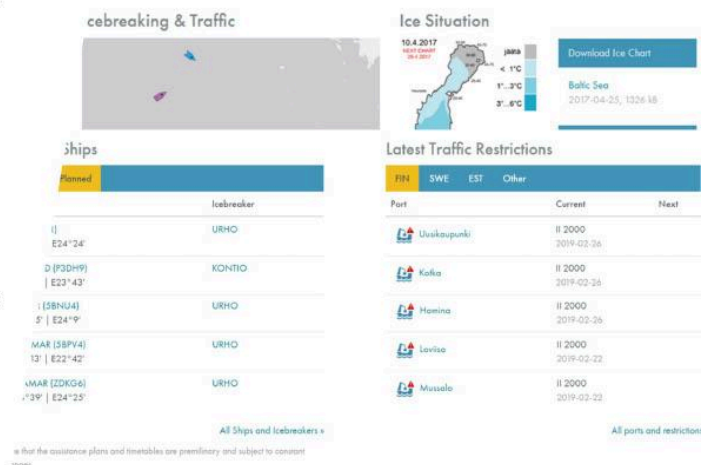 cebreaking & Traffic
Ice Situation
10.4.2017
NEXT CHART
jäätä
< 1°C
1°...3°C
3°...6°C
Download Ice Chart
Baltic Sea
2017-04-25, 1326 kB
Ships
Planned
Icebreaker
E24°24'
URHO
D (P3DH9)
| E23°43'
KONTIO
: (5BNU4)
5' | E24°9'
URHO
MAR (5BPV4)
13' | E22°42'
URHO
MAR (ZDKG6)
°39' | E24°25'
URHO
All Ships and Icebreakers »
e that the assistance plans and timetables are preminary and subject to constant
Latest Traffic Restrictions
FIN SWE EST Other
Port Current Next
Uusikaupunki
II 2000
2019-02-26
Kotka
II 2000
2019-02-26
Hamina
II 2000
2019-02-26
Loviisa
II 2000
2019-02-22
Mussalo
II 2000
2019-02-22
All ports and restrictions